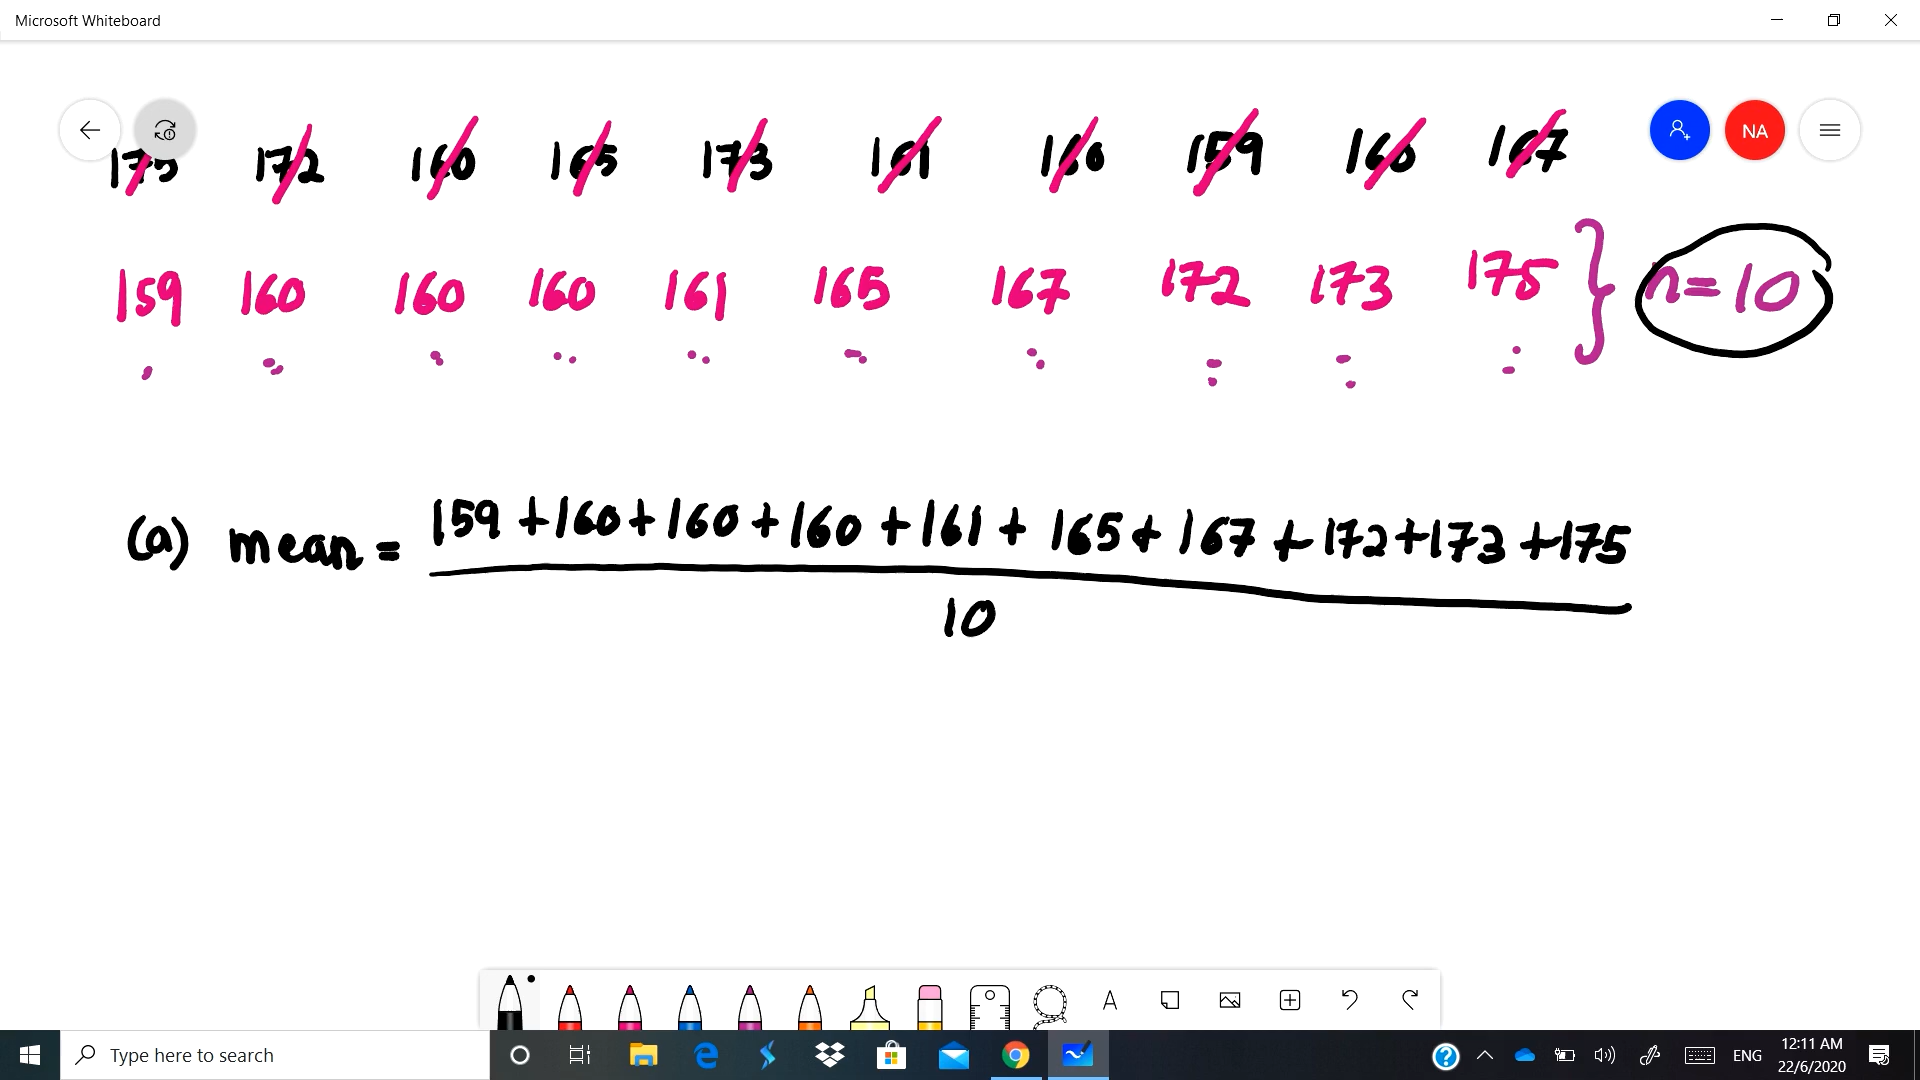 Microsoft Whiteboard
175 172 160 165 173 161 160 159 160 167
NA
159 160 160 160 161 165 167 172 173 175 } n=10
(a) mean = 159 +160+160+160+161+ 165+ 167+172+173+175
10
A
Type here to search
ENG
12:11 AM
22/6/2020